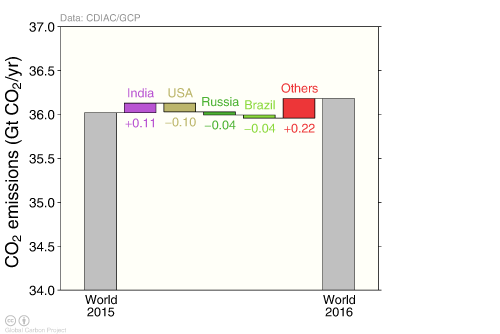 Data: CDIAC/GCP
CO₂ emissions (Gt CO₂/yr)
37.0
36.5
36.0
35.5
35.0
34.5
34.0
India
+0.11
USA
−0.10
Russia
−0.04
Brazil
−0.04
Others
+0.22
World
2015
World
2016
Global Carbon Project